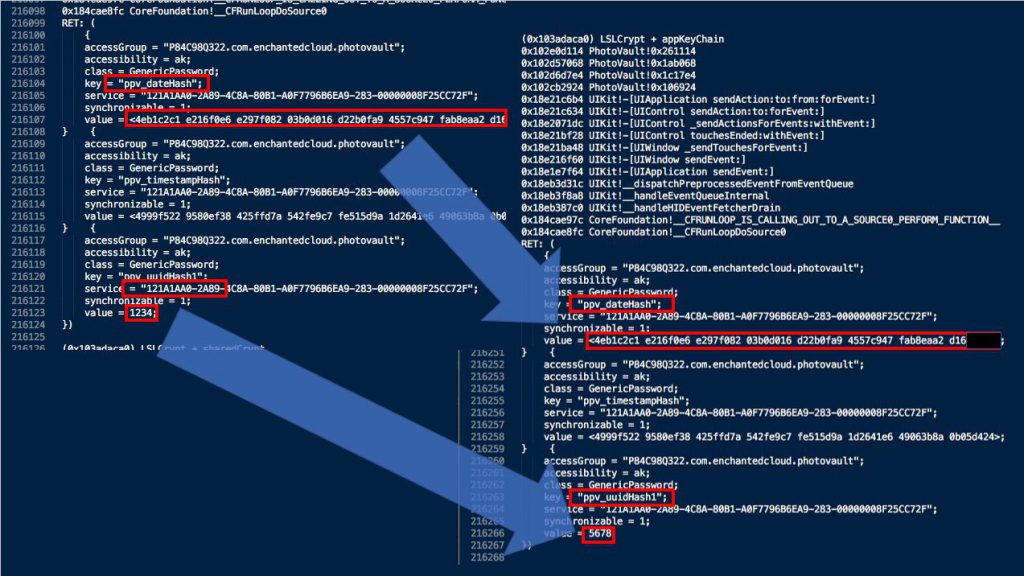 216098 0x184cae8fc CoreFoundation!__CFRunLoopDoSource0
216099 RET: (
216100 {
216101 accessGroup = "P84C98Q322.com.enchantedcloud.photovault";
216102 accessibility = ak;
216103 class = GenericPassword;
216104 key = "ppv_dateHash";
216105 service = "121A1AA0-2A89-4C8A-80B1-A0F7796B6EA9-283-00000008F25CC72F";
216106 synchronizable = 1;
216107 value = <4eb1c2c1 e216f0e6 e297f082 03b0d016 d22b0fa9 4557c947 fab8eaa2 d16
216108 } {
216109 accessGroup = "P84C98Q322.com.enchantedcloud.photovault";
216110 accessibility = ak;
216111 class = GenericPassword;
216112 key = "ppv_timestampHash";
216113 service = "121A1AA0-2A89-4C8A-80B1-A0F7796B6EA9-283-00000008F25CC72F";
216114 synchronizable = 1;
216115 value = <4999f522 9580ef38 425ffd7a 542fe9c7 fe515d9a 1d2641e6 49063b8a 0b0
216116 } {
216117 accessGroup = "P84C98Q322.com.enchantedcloud.photovault";
216118 accessibility = ak;
216119 class = GenericPassword;
216120 key = "ppv_uuidHash1";
216121 service = "121A1AA0-2A89-4C8A-80B1-A0F7796B6EA9-283-00000008F25CC72F";
216122 synchronizable = 1;
216123 value = 1234;
216124 })
216125
216126 (0x103adaca0) LSLCrypt + sharedCrypt
(0x103adaca0) LSLCrypt + appKeyChain
0x102e0d114 PhotoVault!0x261114
0x102d57068 PhotoVault!0x1ab068
0x102d6d7e4 PhotoVault!0x1c17e4
0x102cb2924 PhotoVault!0x106924
0x18e21c6b4 UIKit!-[UIApplication sendAction:to:from:forEvent:]
0x18e21c634 UIKit!-[UIControl sendAction:to:forEvent:]
0x18e2071dc UIKit!-[UIControl _sendActionsForEvents:withEvent:]
0x18e21bf28 UIKit!-[UIControl touchesEnded:withEvent:]
0x18e21ba48 UIKit!-[UIWindow _sendTouchesForEvent:]
0x18e216f60 UIKit!-[UIWindow sendEvent:]
0x18e1e7f64 UIKit!-[UIApplication sendEvent:]
0x18eb3d31c UIKit!__dispatchPreprocessedEventFromEventQueue
0x18eb3f8a8 UIKit!__handleEventQueueInternal
0x18eb387c0 UIKit!__handleHIDEventFetcherDrain
0x184cae97c CoreFoundation!__CFRUNLOOP_IS_CALLING_OUT_TO_A_SOURCE0_PERFORM_FUNCTION__
0x184cae8fc CoreFoundation!__CFRunLoopDoSource0
RET: (
{
accessGroup = "P84C98Q322.com.enchantedcloud.photovault";
accessibility = ak;
class = GenericPassword;
key = "ppv_dateHash";
service = "121A1AA0-2A89-4C8A-80B1-A0F7796B6EA9-283-00000008F25CC72F";
synchronizable = 1;
value = <4eb1c2c1 e216f0e6 e297f082 03b0d016 d22b0fa9 4557c947 fab8eaa2 d16 ;
216251 } {
216252 accessGroup = "P84C98Q322.com.enchantedcloud.photovault";
216253 accessibility = ak;
216254 class = GenericPassword;
216255 key = "ppv_timestampHash";
216256 service = "121A1AA0-2A89-4C8A-80B1-A0F7796B6EA9-283-00000008F25CC72F";
216257 synchronizable = 1;
216258 value = <4999f522 9580ef38 425ffd7a 542fe9c7 fe515d9a 1d2641e6 49063b8a 0b05d424>;
216259 } {
216260 accessGroup = "P84C98Q322.com.enchantedcloud.photovault";
216261 accessibility = ak;
216262 class = GenericPassword;
216263 key = "ppv_uuidHash1";
216264 service = "121A1AA0-2A89-4C8A-80B1-A0F7796B6EA9-283-00000008F25CC72F";
216265 synchronizable = 1;
216266 value = 5678
216267 })
216268